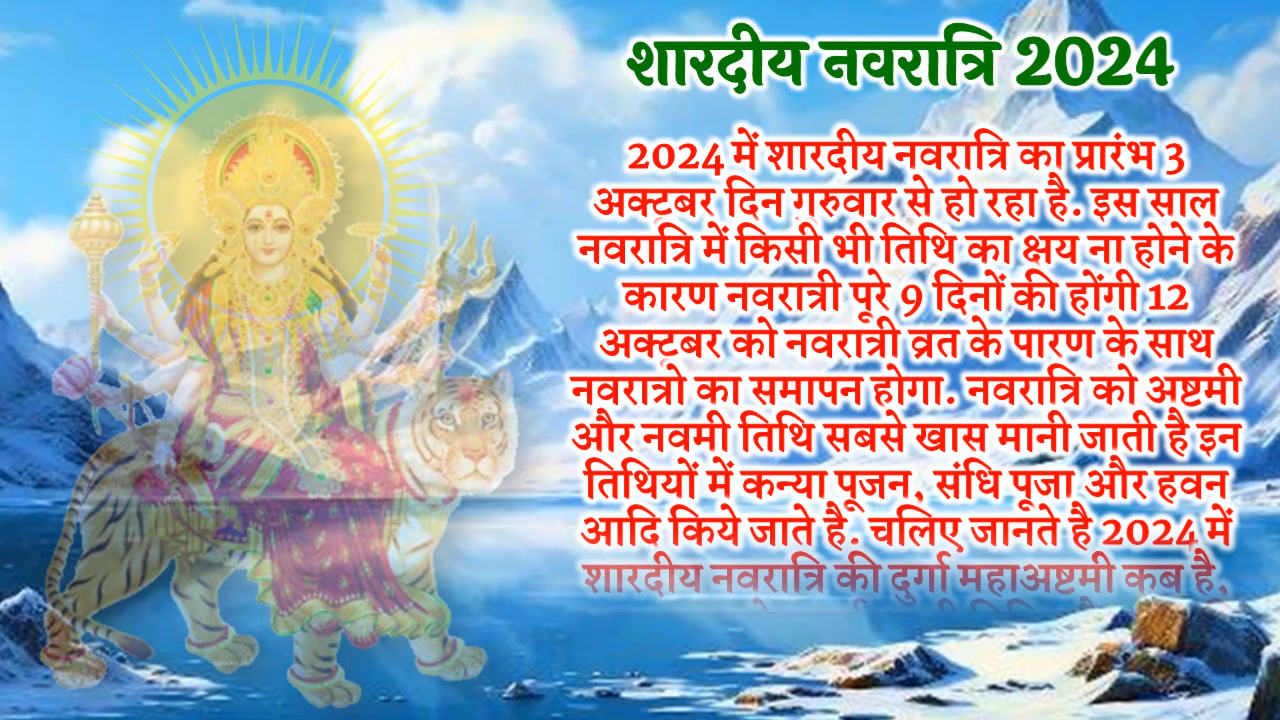 शारदीय नवरात्रि 2024
2024 में शारदीय नवरात्रि का प्रारंभ 3
अक्टूबर दिन गुरुवार से हो रहा है. इस साल
नवरात्रि में किसी भी तिथि का क्षय ना होने के
कारण नवरात्री पूरे 9 दिनों की होंगी 12
अक्टूबर को नवरात्री व्रत के पारण के साथ
नवरात्रो का समापन होगा. नवरात्रि को अष्टमी
और नवमी तिथि सबसे खास मानी जाती है इन
तिथियों में कन्या पूजन, संधि पूजा और हवन
आदि किये जाते है. चलिए जानते है 2024 में
शारदीय नवरात्रि की दुर्गा महाअष्टमी कब है,